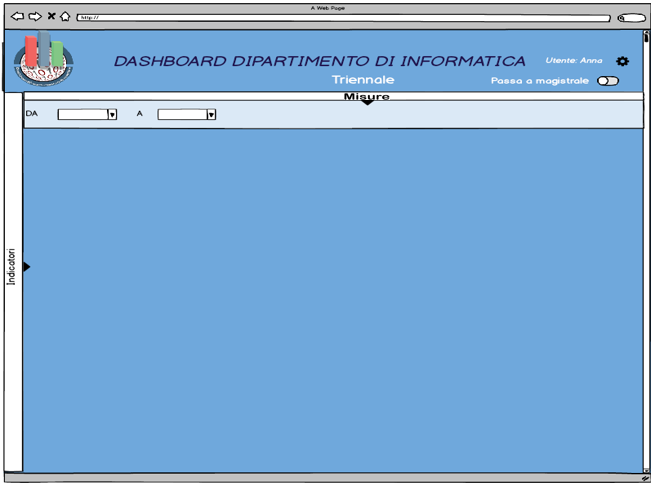 A Web Page
http://
DASHBOARD DIPARTIMENTO DI INFORMATICA
Utente: Anna
Triennale
Passa a magistrale
Misure
DA
A
Indicatori